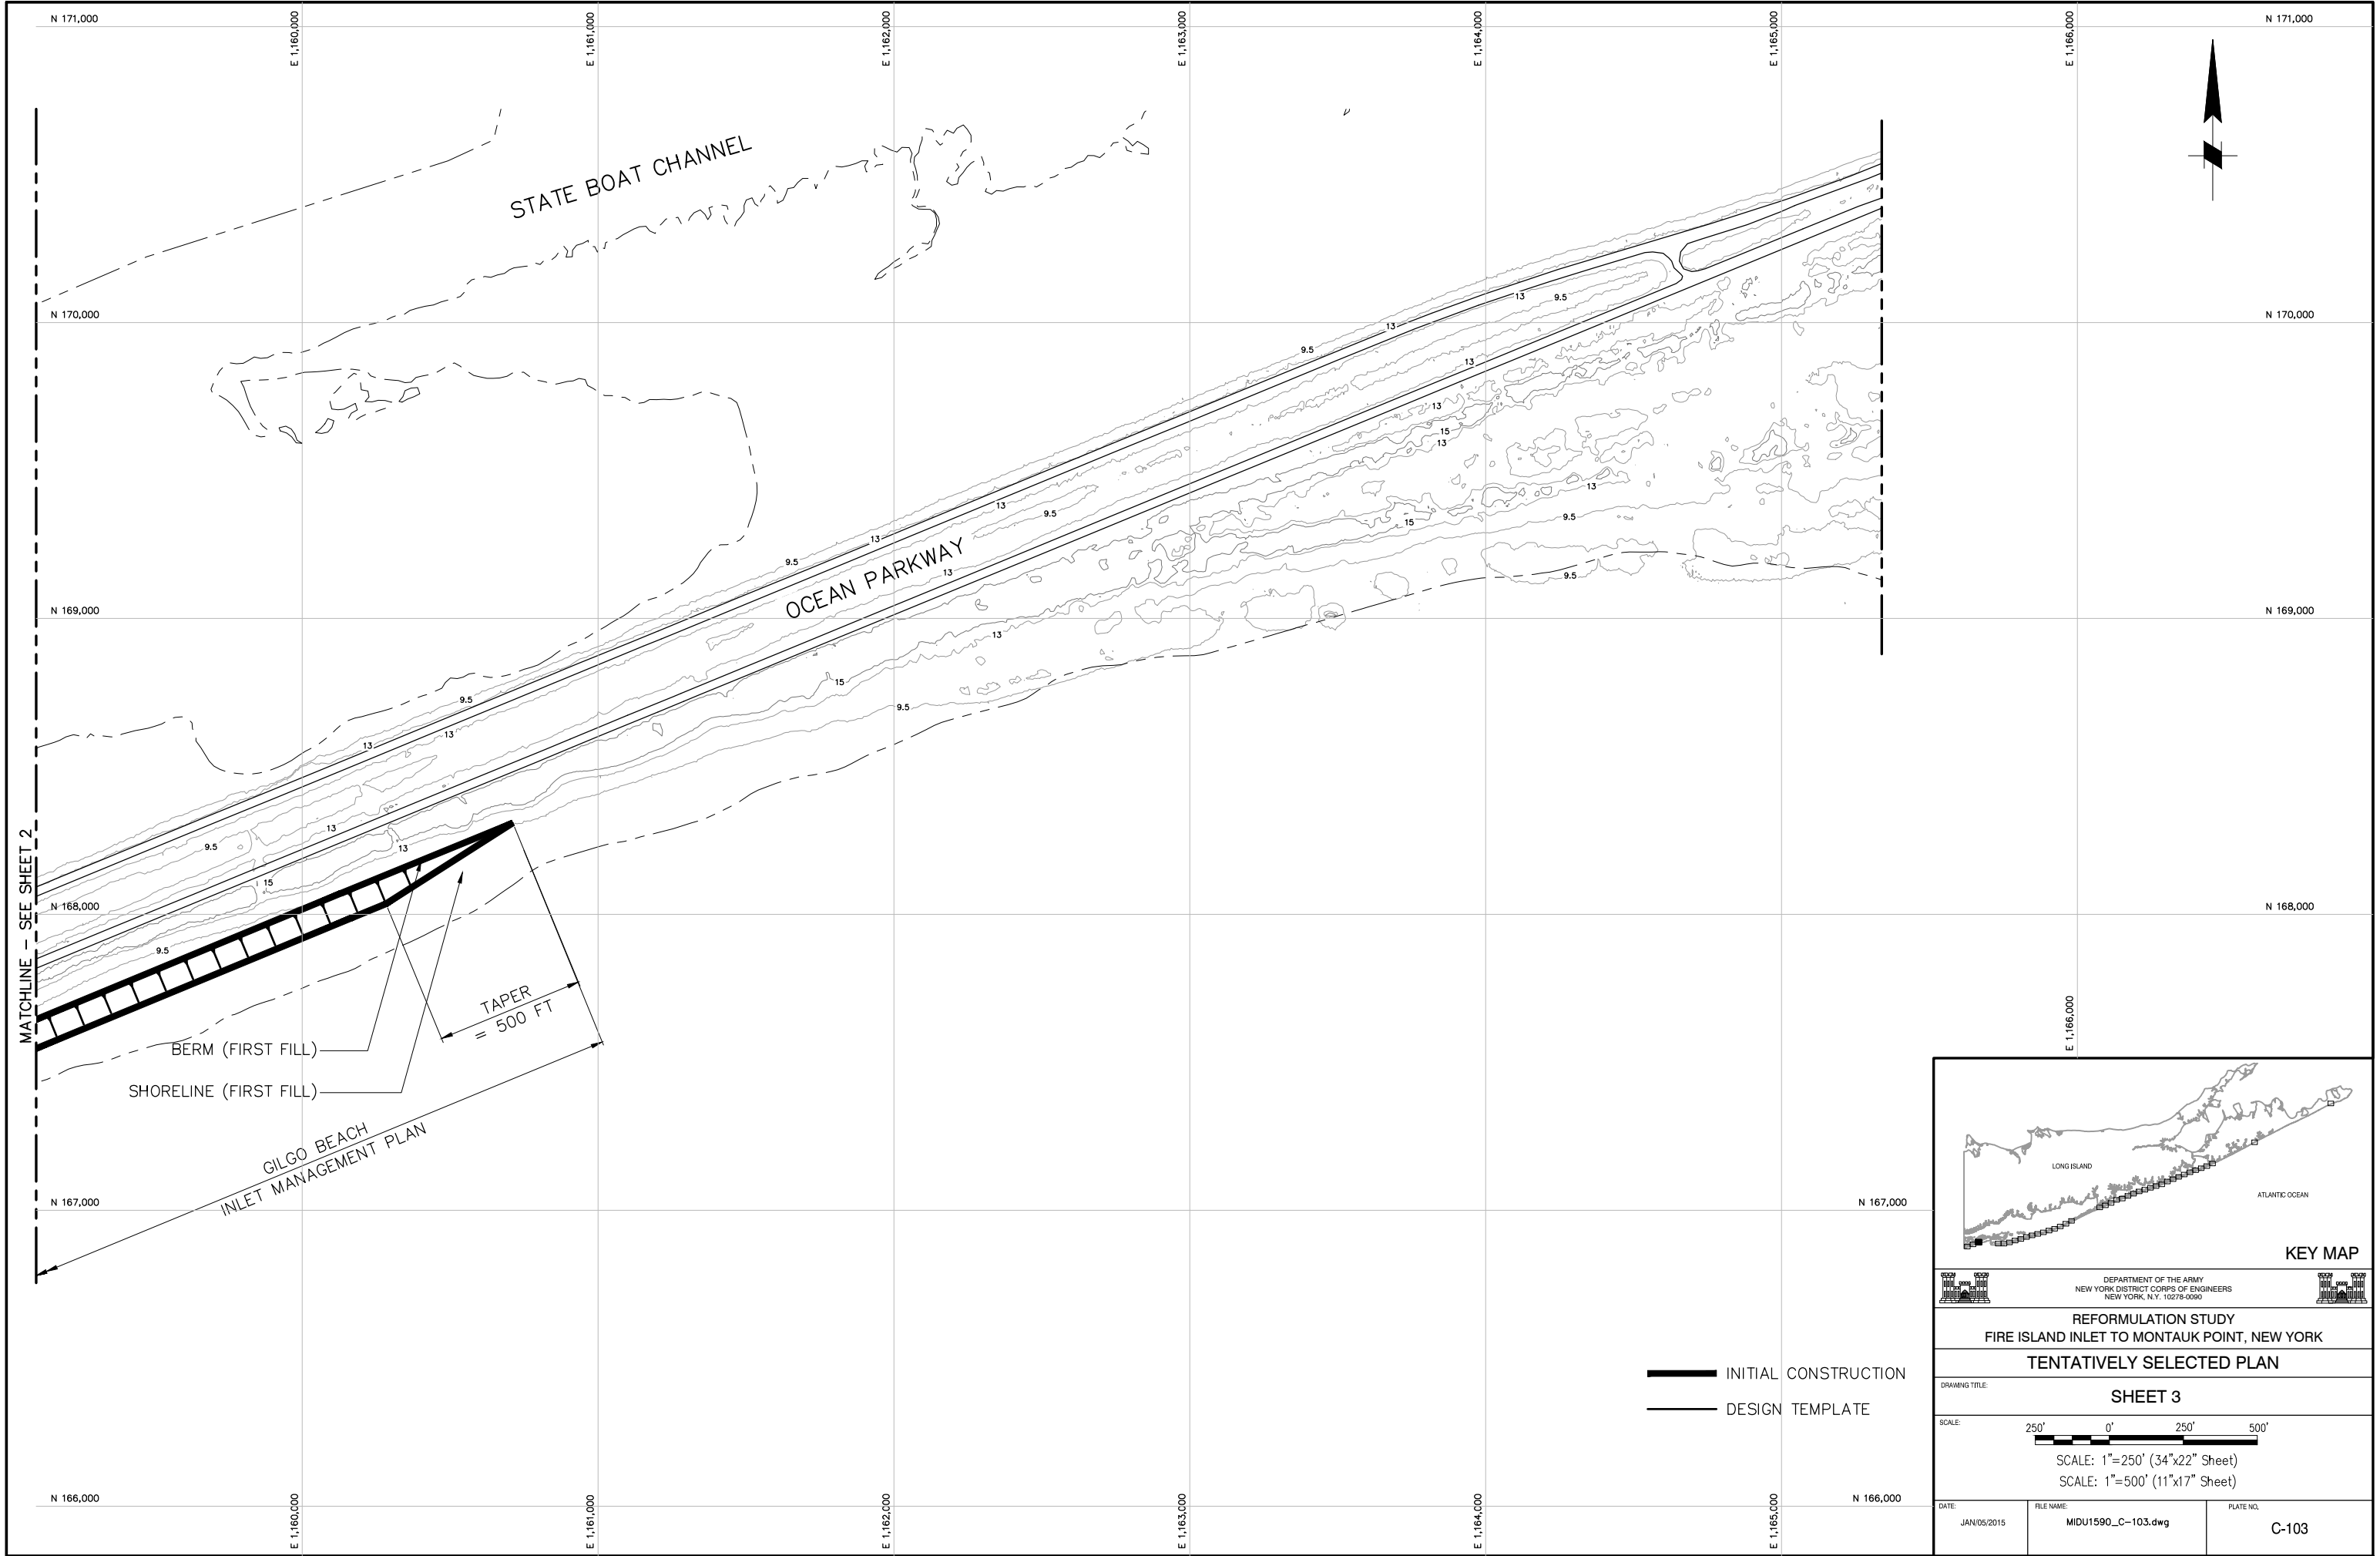 N 171,000
E 1,160,000
E 1,161,000
E 1,162,000
E 1,163,000
E 1,164,000
E 1,165,000
E 1,166,000
N 171,000
STATE BOAT CHANNEL
N 170,000
13
9.5
N 170,000
13
9.5
13
13
15
13
13
13
9.5
15
9.5
13
9.5
OCEAN PARKWAY
13
9.5
N 169,000
N 169,000
13
15
9.5
9.5
13
13
13
9.5
13
15
MATCHLINE - SEE SHEET 2
N 168,000
N 168,000
9.5
TAPER
= 500 FT
BERM (FIRST FILL)
SHORELINE (FIRST FILL)
GILGO BEACH
INLET MANAGEMENT PLAN
E 1,166,000
N 167,000
N 167,000
LONG ISLAND
ATLANTIC OCEAN
KEY MAP
DEPARTMENT OF THE ARMY
NEW YORK DISTRICT CORPS OF ENGINEERS
NEW YORK, N.Y. 10278-0090
REFORMULATION STUDY
FIRE ISLAND INLET TO MONTAUK POINT, NEW YORK
TENTATIVELY SELECTED PLAN
INITIAL CONSTRUCTION
DESIGN TEMPLATE
DRAWING TITLE:
SHEET 3
SCALE:
250' 0' 250' 500'
SCALE: 1"=250' (34"x22" Sheet)
SCALE: 1"=500' (11"x17" Sheet)
N 166,000
N 166,000
E 1,160,000
E 1,161,000
E 1,162,000
E 1,163,000
E 1,164,000
E 1,165,000
DATE:
JAN/05/2015
FILE NAME:
MIDU1590_C-103.dwg
PLATE NO.
C-103